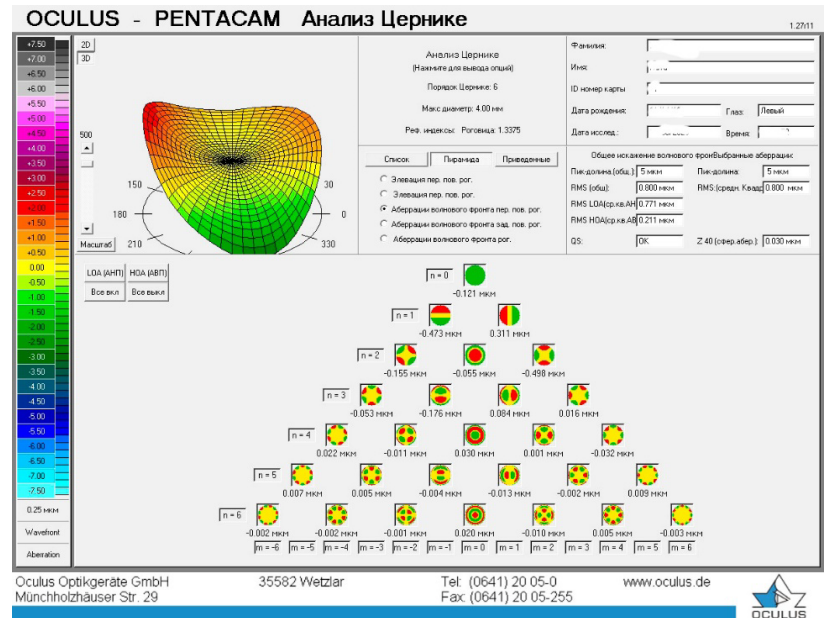 OCULUS - PENTACAM Анализ Цернике
1.27/11
+7.50
+7.00
+6.50
+6.00
+5.50
+5.00
+4.50
+4.00
+3.50
+3.00
+2.50
+2.00
+1.50
+1.00
+0.50
0.00
-0.50
-1.00
-1.50
-2.00
-2.50
-3.00
-3.50
-4.00
-4.50
-5.00
-5.50
-6.00
-6.50
-7.00
-7.50
0.25 мкм
Wavefront
Aberration
2D
3D
500
Масштаб
150
180
210
30
0
330
Анализ Цернике
(Нажмите для вывода опций)
Порядок Цернике: 6
Макс диаметр: 4.00 мм
Реф. индексы: Роговица: 1.3375
Фамилия:
Имя:
ID номер карты
Дата рождения:
Глаз: Левый
Дата исслед.:
Время:
Список Пирамида Приведенные
Элевация пер. пов. рог.
Элевация пер. пов. рог.
Аберрации волнового фронта пер. пов. рог.
Аберрации волнового фронта зад. пов. рог.
Аберрации волнового фронта рог.
Общее искажение волнового фронВыбранные аберрации:
Пик-долина.(общ.): 5 мкм Пик-долина: 5 мкм
RMS (общ): 0.800 мкм RMS:(средн. Квадр 0.800 мкм
RMS LOA(ср.кв.АН 0.771 мкм
RMS HOA(ср.кв.АВ 0.211 мкм
QS: OK Z 40 (сфер.абер.): 0.030 мкм
LOA (АНП) HOA (АВП)
Все вкл Все выкл
n = 0
-0.121 мкм
n = 1
-0.473 мкм 0.311 мкм
n = 2
-0.155 мкм -0.055 мкм -0.498 мкм
n = 3
-0.053 мкм -0.176 мкм 0.084 мкм 0.016 мкм
n = 4
0.022 мкм -0.011 мкм 0.030 мкм 0.001 мкм -0.032 мкм
n = 5
0.007 мкм 0.005 мкм -0.004 мкм -0.013 мкм -0.002 мкм 0.009 мкм
n = 6
-0.002 мкм -0.002 мкм -0.001 мкм 0.020 мкм -0.010 мкм 0.005 мкм -0.003 мкм
m = -6 m = -5 m = -4 m = -3 m = -2 m = -1 m = 0 m = 1 m = 2 m = 3 m = 4 m = 5 m = 6
Oculus Optikgeräte GmbH 35582 Wetzlar Tel: (0641) 20 05-0 www.oculus.de
Münchholzhäuser Str. 29 Fax: (0641) 20 05-255
OCULUS